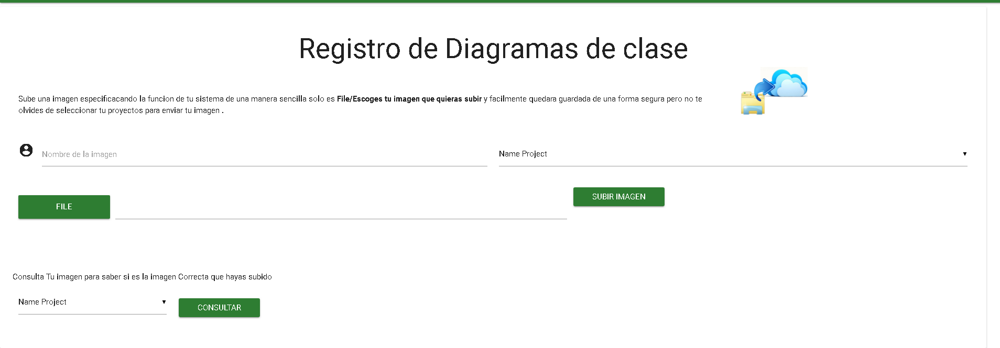 Registro de Diagramas de clase
Sube una imagen especificacando la funcion de tu sistema de una manera sencilla solo es File/Escoges tu imagen que quieras subir y facilmente quedara guardada de una forma segura pero no te
olvides de seleccionar tu proyectos para enviar tu imagen .
Nombre de la imagen
Name Project
FILE
SUBIR IMAGEN
Consulta Tu imagen para saber si es la imagen Correcta que hayas subido
Name Project
CONSULTAR